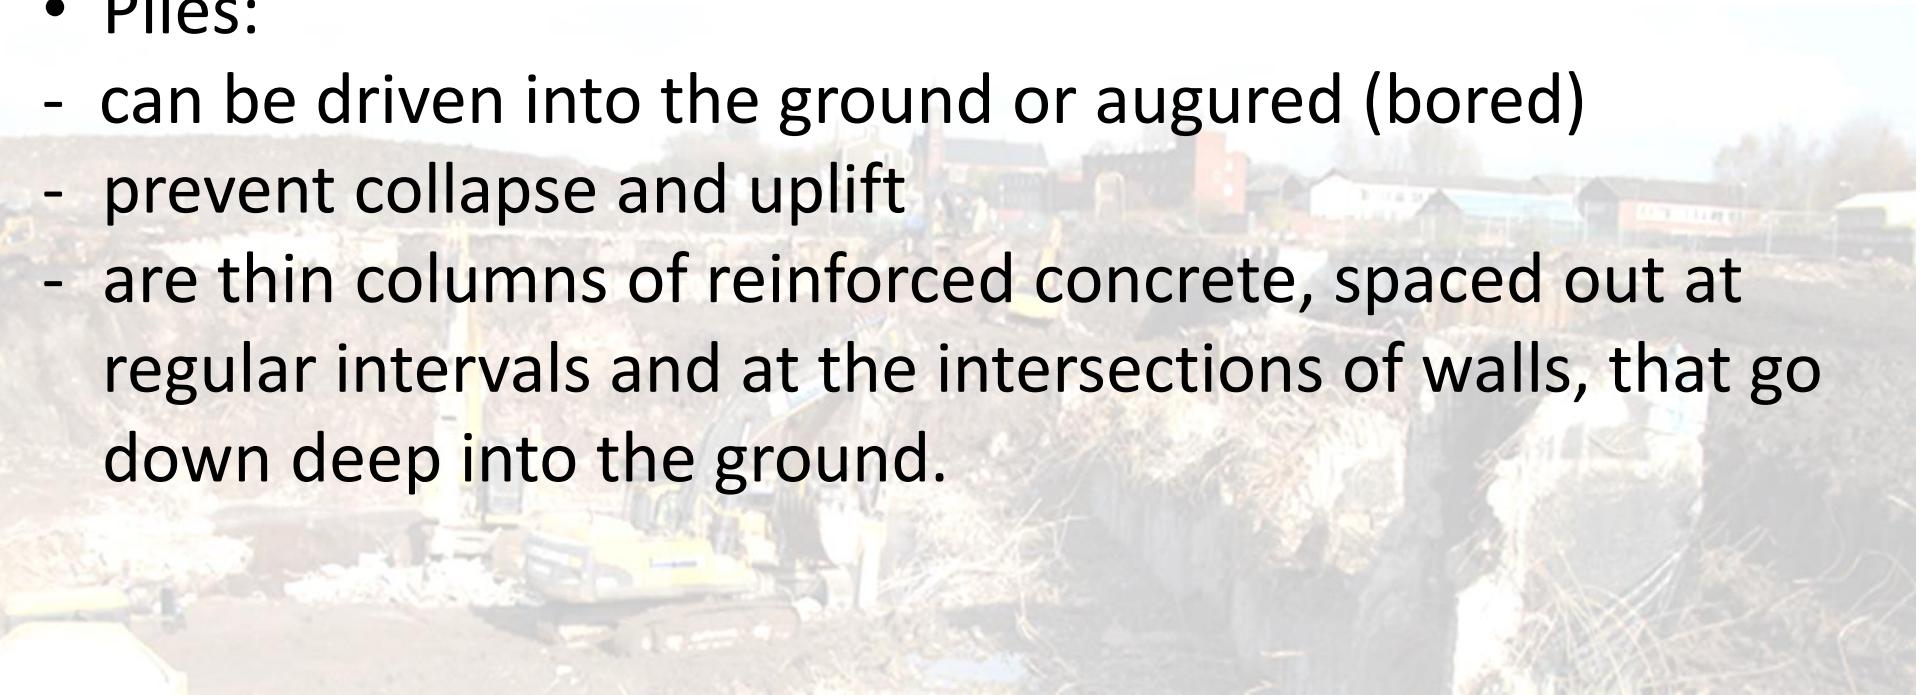 • Piles:
- can be driven into the ground or augured (bored)
- prevent collapse and uplift
- are thin columns of reinforced concrete, spaced out at
regular intervals and at the intersections of walls, that go
down deep into the ground.